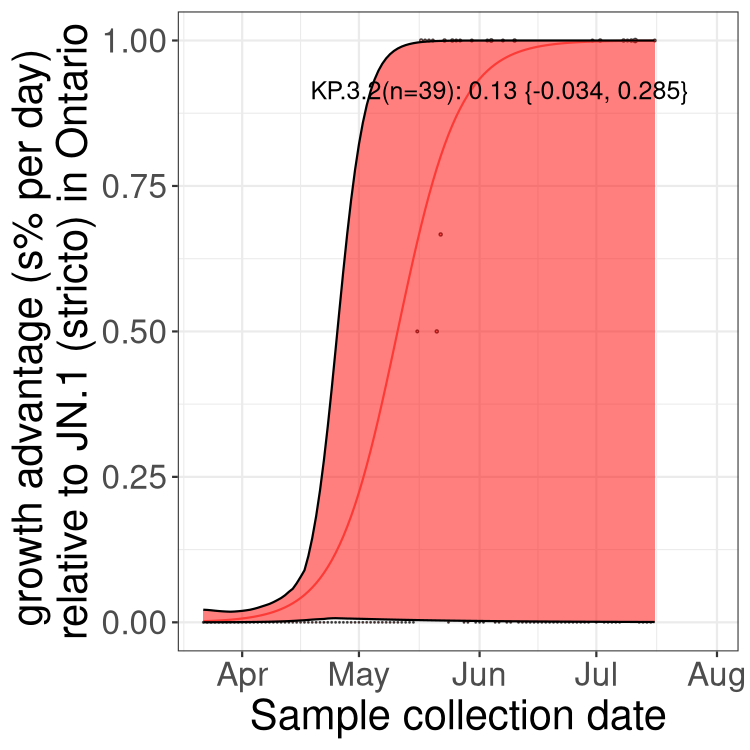 growth advantage (s% per day)
relative to JN.1 (stricto) in Ontario
1.00
0.75
0.50
0.25
0.00
KP.3.2(n=39): 0.13 {-0.034, 0.285}
Apr May Jun Jul Aug
Sample collection date